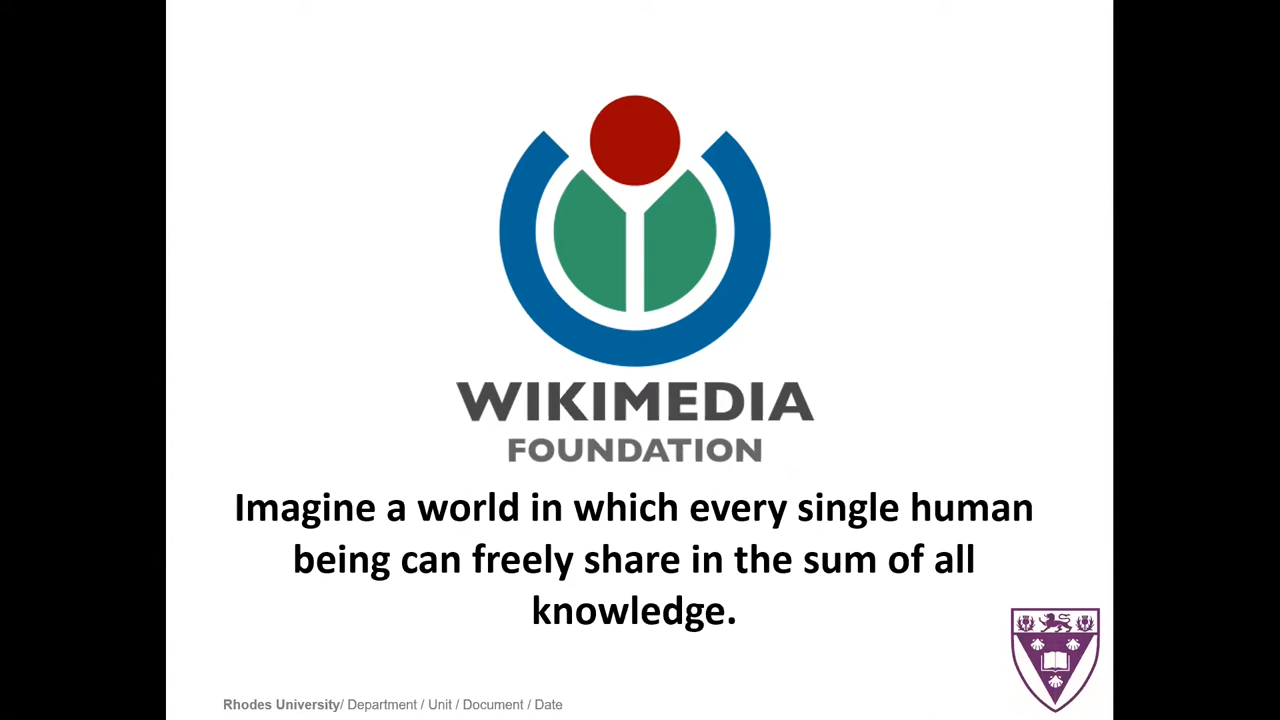 WIKIMEDIA
FOUNDATION
Imagine a world in which every single human
being can freely share in the sum of all
knowledge.
Rhodes University/ Department / Unit / Document / Date